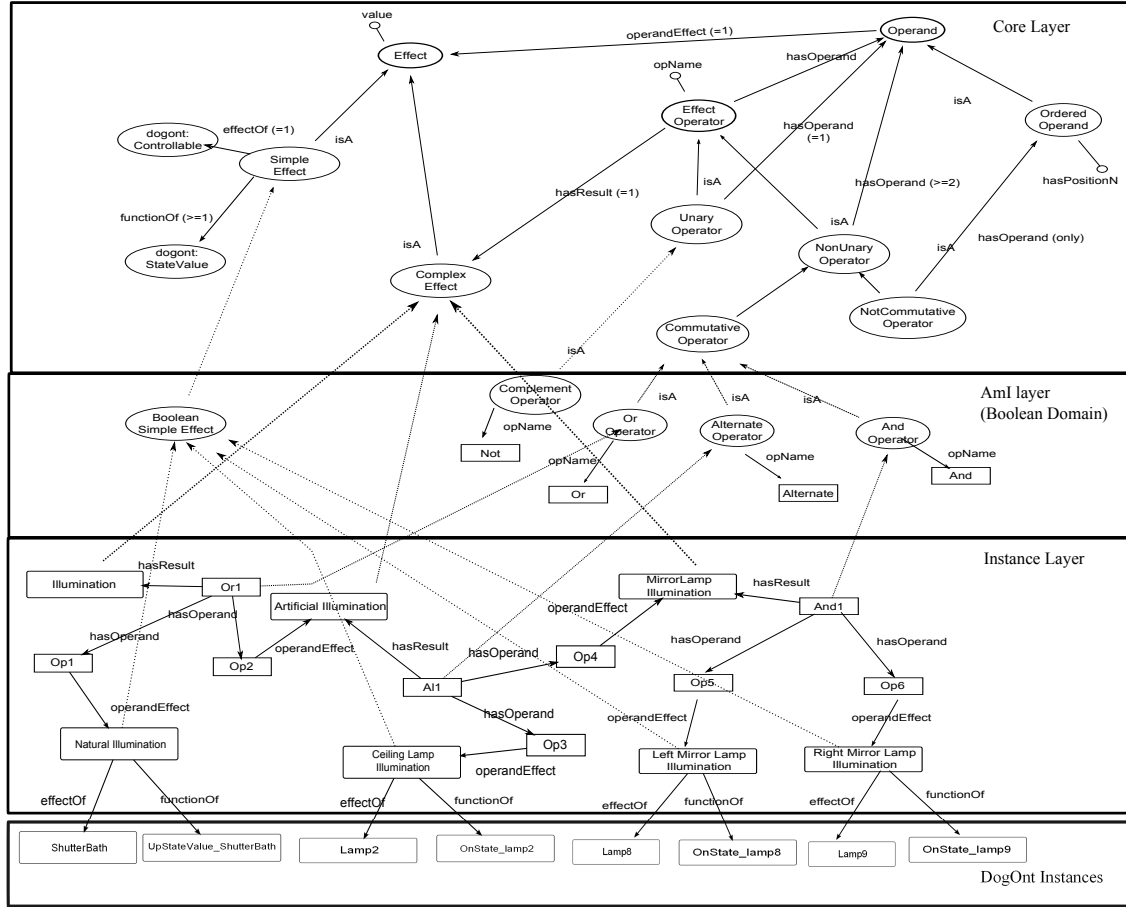 value
Core Layer
operandEffect (=1)
Operand
Effect
hasOperand
opName
isA
Effect
Operator
Ordered
Operand
dogont:
Controllable
effectOf (=1)
isA
Simple
Effect
hasOperand
(=1)
hasPositionN
isA
hasOperand (>=2)
hasResult (=1)
functionOf (>=1)
Unary
Operator
isA
hasOperand (only)
isA
dogont:
StateValue
NonUnary
Operator
isA
Complex
Effect
NotCommutative
Operator
Commutative
Operator
isA
AmI layer
(Boolean Domain)
Complement
Operator
isA
isA
isA
Boolean
Simple Effect
Or
Operator
Alternate
Operator
And
Operator
opName
Not
opName
opName
opName
Or
Alternate
And
Instance Layer
Illumination
hasResult
Or1
MirrorLamp
Illumination
hasResult
And1
Artificial Illumination
operandEffect
hasOperand
hasOperand
hasOperand
hasResult
operandEffect
hasOperand
Op1
Op2
Op4
Al1
Op5
Op6
operandEffect
hasOperand
operandEffect
operandEffect
Natural Illumination
Op3
Ceiling Lamp
Illumination
operandEffect
Left Mirror Lamp
Illumination
Right Mirror Lamp
Illumination
effectOf
functionOf
effectOf
functionOf
effectOf
functionOf
effectOf
functionOf
ShutterBath
UpStateValue_ShutterBath
Lamp2
OnState_lamp2
Lamp8
OnState_lamp8
Lamp9
OnState_lamp9
DogOnt Instances